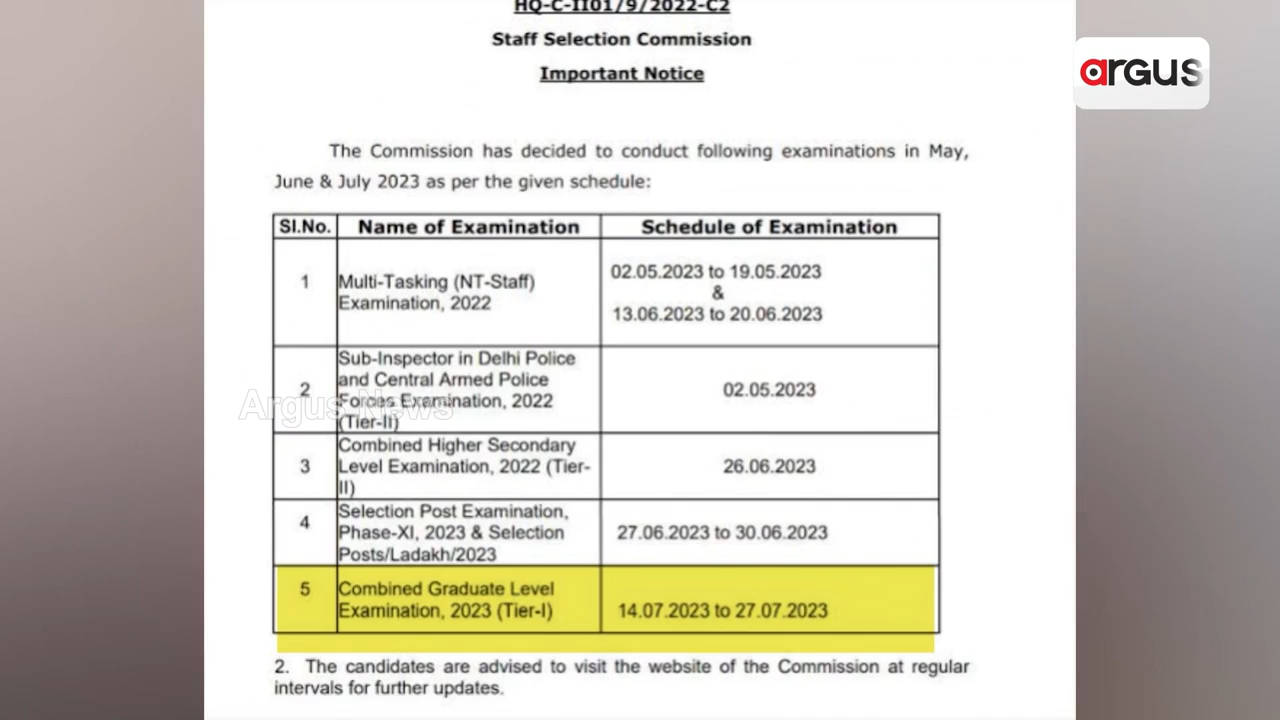 HQ-C-II01/9/2022-C2
Staff Selection Commission
Important Notice
argus
The Commission has decided to conduct following examinations in May,
June & July 2023 as per the given schedule:
Sl.No. Name of Examination Schedule of Examination
1 Multi-Tasking (NT-Staff)
Examination, 2022
02.05.2023 to 19.05.2023
&
13.06.2023 to 20.06.2023
2 Sub-Inspector in Delhi Police
and Central Armed Police
Forces Examination, 2022
(Tier-II)
02.05.2023
Argus News
3 Combined Higher Secondary
Level Examination, 2022 (Tier-
II)
26.06.2023
4 Selection Post Examination,
Phase-XI, 2023 & Selection
Posts/Ladakh/2023
27.06.2023 to 30.06.2023
5 Combined Graduate Level
Examination, 2023 (Tier-I)
14.07.2023 to 27.07.2023
2. The candidates are advised to visit the website of the Commission at regular
intervals for further updates.